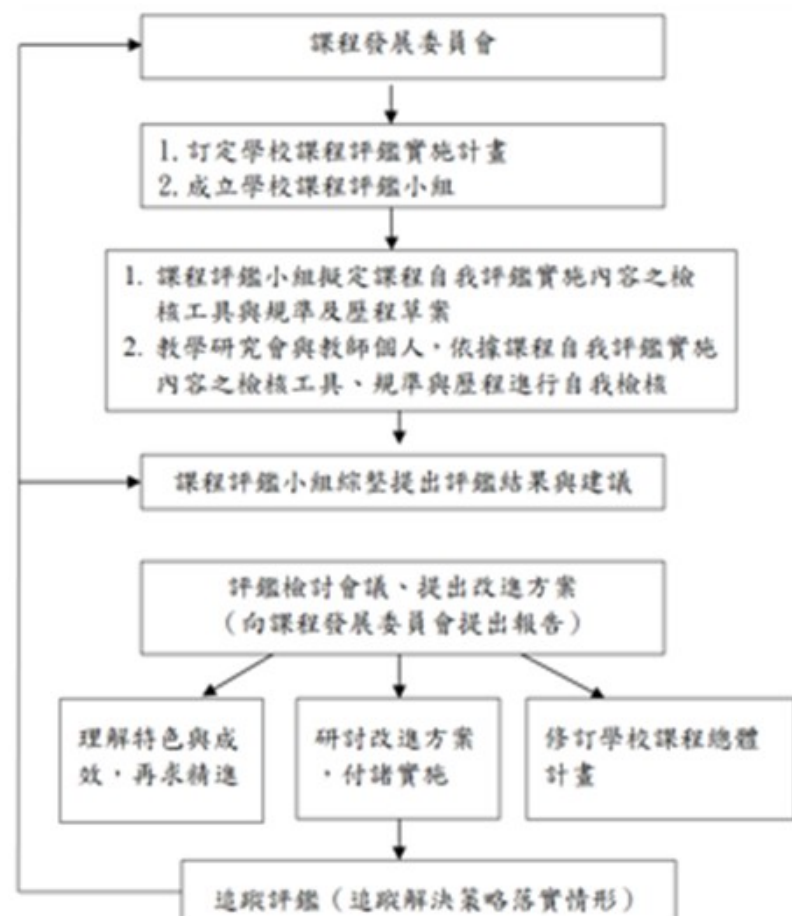 課程發展委員會
1. 訂定學校課程評鑑實施計畫
2. 成立學校課程評鑑小組
1. 課程評鑑小組擬定課程自我評鑑實施內容之檢
核工具與規準及歷程草案
2. 教學研究會與教師個人，依據課程自我評鑑實施
內容之檢核工具、規準與歷程進行自我檢核
課程評鑑小組綜整提出評鑑結果與建議
評鑑檢討會議、提出改進方案
（向課程發展委員會提出報告）
理解特色與成
效，再求精進
研討改進方案
，付諸實施
修訂學校課程總體
計畫
追蹤評鑑（追蹤解決策略落實情形）